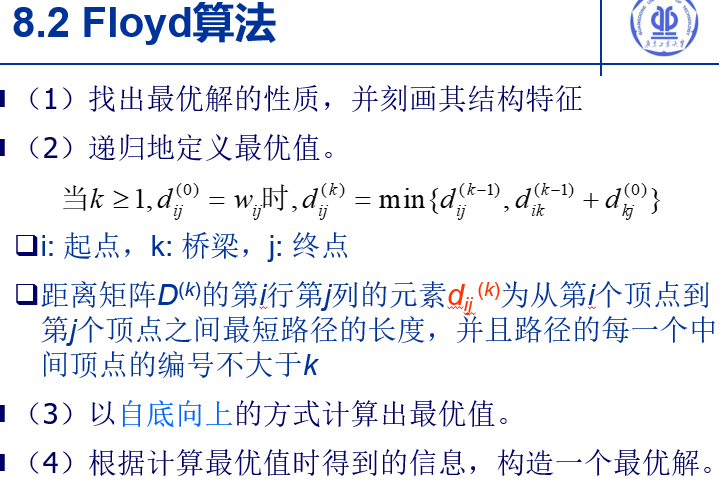 8.2 Floyd算法
（1）找出最优解的性质，并刻画其结构特征
（2）递归地定义最优值。
当k ≥ 1, d_{ij}^{(0)} = w_{ij}时, d_{ij}^{(k)} = min{d_{ij}^{(k−1)}, d_{ik}^{(k−1)} + d_{kj}^{(0)}}
i: 起点，k: 桥梁，j: 终点
距离矩阵D^{(k)}的第i行第j列的元素d_{ij}^{(k)}为从第i个顶点到
第j个顶点之间最短路径的长度，并且路径的每一个中
间顶点的编号不大于k
（3）以自底向上的方式计算出最优值。
（4）根据计算最优值时得到的信息，构造一个最优解。